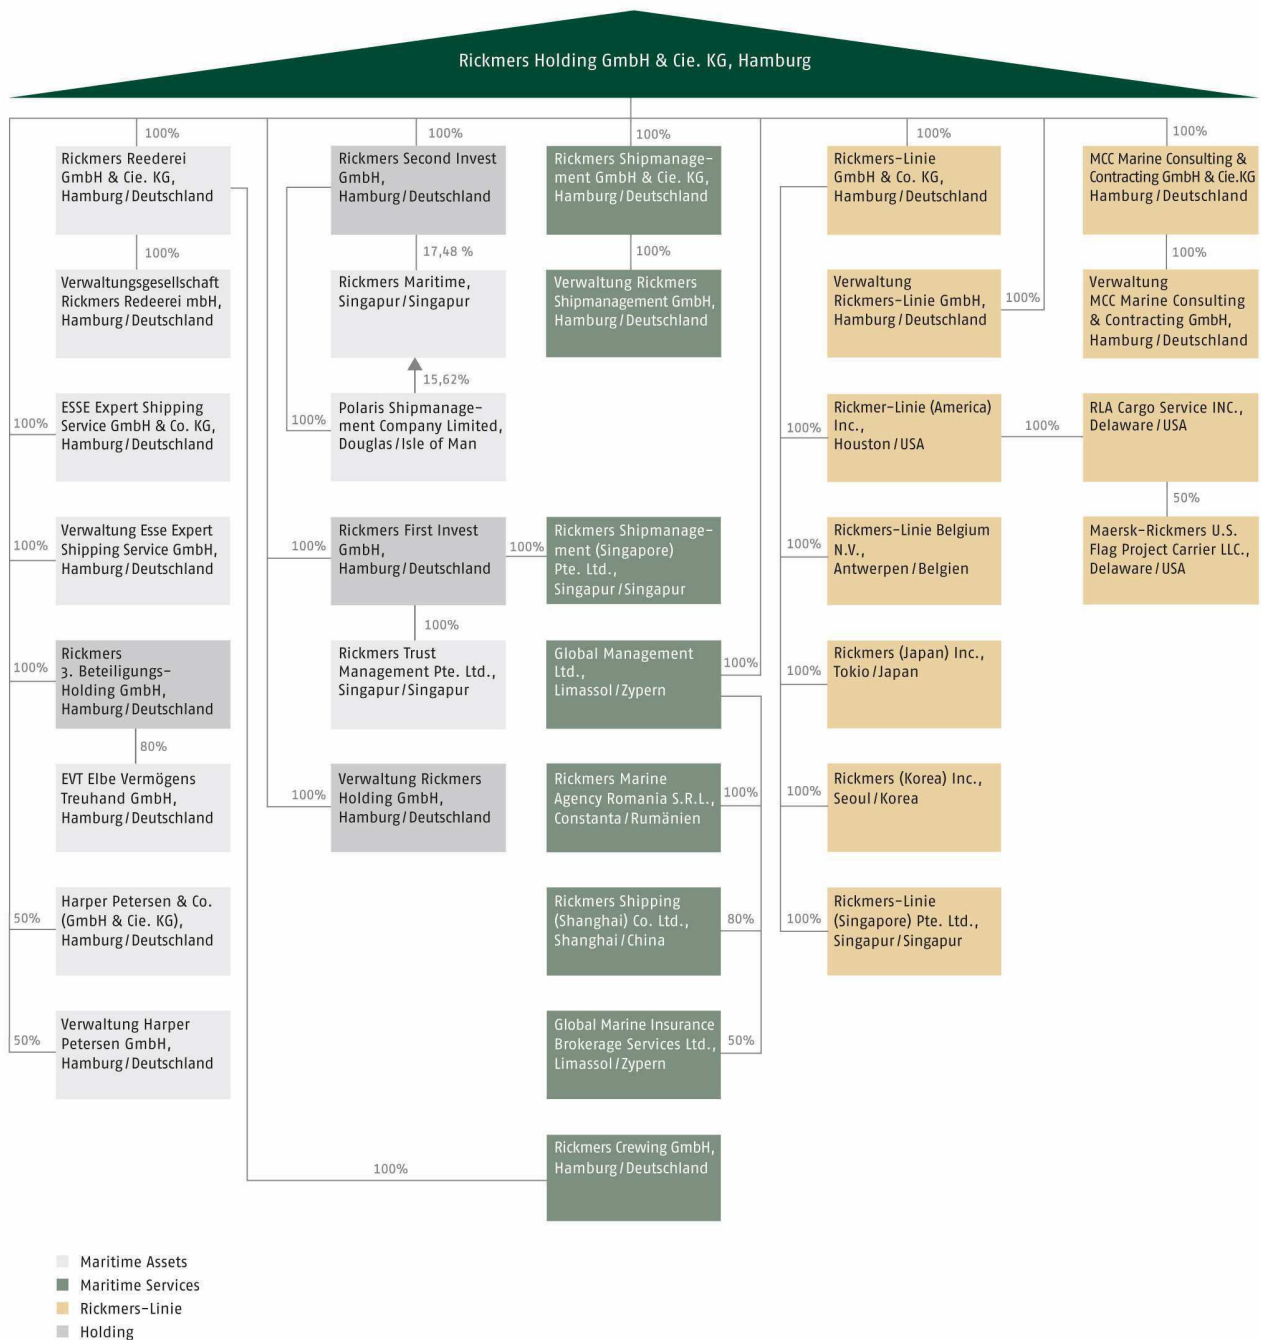 Rickmers Holding GmbH & Cie. KG, Hamburg
100%
Rickmers Reederei
GmbH & Cie. KG,
Hamburg/Deutschland
100%
Verwaltungsgesellschaft
Rickmers Redeerei mbH,
Hamburg/Deutschland
100%
ESSE Expert Shipping
Service GmbH & Co. KG,
Hamburg/Deutschland
100%
Verwaltung Esse Expert
Shipping Service GmbH,
Hamburg/Deutschland
100%
Rickmers
3. Beteiligungs-
Holding GmbH,
Hamburg/Deutschland
80%
EVT Elbe Vermögens
Treuhand GmbH,
Hamburg/Deutschland
50%
Harper Petersen & Co.
(GmbH & Cie. KG),
Hamburg/Deutschland
50%
Verwaltung Harper
Petersen GmbH,
Hamburg/Deutschland
100%
Rickmers Second Invest
GmbH,
Hamburg/Deutschland
17,48 %
Rickmers Maritime,
Singapur/Singapur
15,62%
100%
Polaris Shipmanage-
ment Company Limited,
Douglas/Isle of Man
100%
Rickmers First Invest
GmbH,
Hamburg/Deutschland
100%
100%
Rickmers Trust
Management Pte. Ltd.,
Singapur/Singapur
100%
Verwaltung Rickmers
Holding GmbH,
Hamburg/Deutschland
100%
Rickmers Shipmanage-
ment GmbH & Cie. KG,
Hamburg/Deutschland
100%
Verwaltung Rickmers
Shipmanagement GmbH,
Hamburg/Deutschland
Rickmers Shipmanage-
ment (Singapore)
Pte. Ltd.,
Singapur/Singapur
Global Management
Ltd.,
Limassol/Zypern
100%
Rickmers Marine
Agency Romania S.R.L.,
Constanta/Rumänien
100%
Rickmers Shipping
(Shanghai) Co. Ltd.,
Shanghai/China
80%
Global Marine Insurance
Brokerage Services Ltd.,
Limassol/Zypern
50%
Rickmers Crewing GmbH,
Hamburg/Deutschland
100%
100%
Rickmers-Linie
GmbH & Co. KG,
Hamburg/Deutschland
Verwaltung
Rickmers-Linie GmbH,
Hamburg/Deutschland
100%
100%
Rickmer-Linie (America)
Inc.,
Houston/USA
100%
100%
Rickmers-Linie Belgium
N.V.,
Antwerpen/Belgien
100%
Rickmers (Japan) Inc.,
Tokio/Japan
100%
Rickmers (Korea) Inc.,
Seoul/Korea
100%
Rickmers-Linie
(Singapore) Pte. Ltd.,
Singapur/Singapur
100%
MCC Marine Consulting &
Contracting GmbH & Cie.KG
Hamburg/Deutschland
100%
Verwaltung
MCC Marine Consulting
& Contracting GmbH,
Hamburg/Deutschland
RLA Cargo Service INC.,
Delaware/USA
50%
Maersk-Rickmers U.S.
Flag Project Carrier LLC.,
Delaware/USA
Maritime Assets
Maritime Services
Rickmers-Linie
Holding